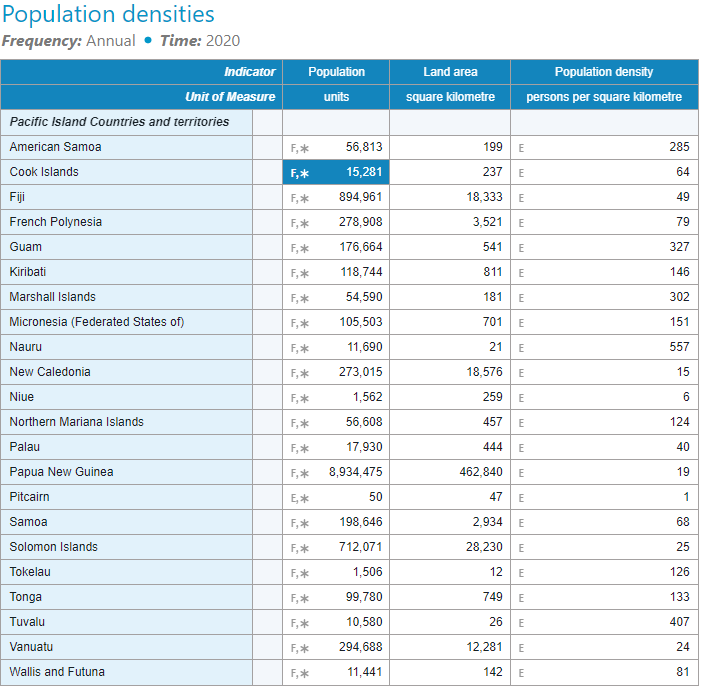 Population densities
Frequency: Annual • Time: 2020
Indicator Population Land area Population density
Unit of Measure units square kilometre persons per square kilometre
Pacific Island Countries and territories
American Samoa F,* 56,813 199 E 285
Cook Islands F,* 15,281 237 E 64
Fiji F,* 894,961 18,333 E 49
French Polynesia F,* 278,908 3,521 E 79
Guam F,* 176,664 541 E 327
Kiribati F,* 118,744 811 E 146
Marshall Islands F,* 54,590 181 E 302
Micronesia (Federated States of) F,* 105,503 701 E 151
Nauru F,* 11,690 21 E 557
New Caledonia F,* 273,015 18,576 E 15
Niue F,* 1,562 259 E 6
Northern Mariana Islands F,* 56,608 457 E 124
Palau F,* 17,930 444 E 40
Papua New Guinea F,* 8,934,475 462,840 E 19
Pitcairn E,* 50 47 E 1
Samoa F,* 198,646 2,934 E 68
Solomon Islands F,* 712,071 28,230 E 25
Tokelau F,* 1,506 12 E 126
Tonga F,* 99,780 749 E 133
Tuvalu F,* 10,580 26 E 407
Vanuatu F,* 294,688 12,281 E 24
Wallis and Futuna F,* 11,441 142 E 81